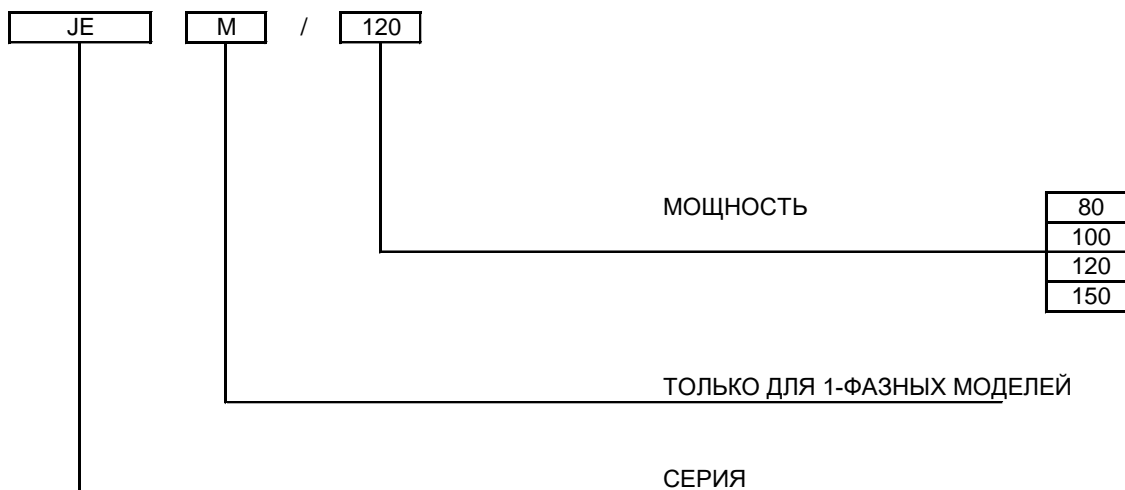 JE M / 120
МОЩНОСТЬ
80
100
120
150
ТОЛЬКО ДЛЯ 1-ФАЗНЫХ МОДЕЛЕЙ
СЕРИЯ